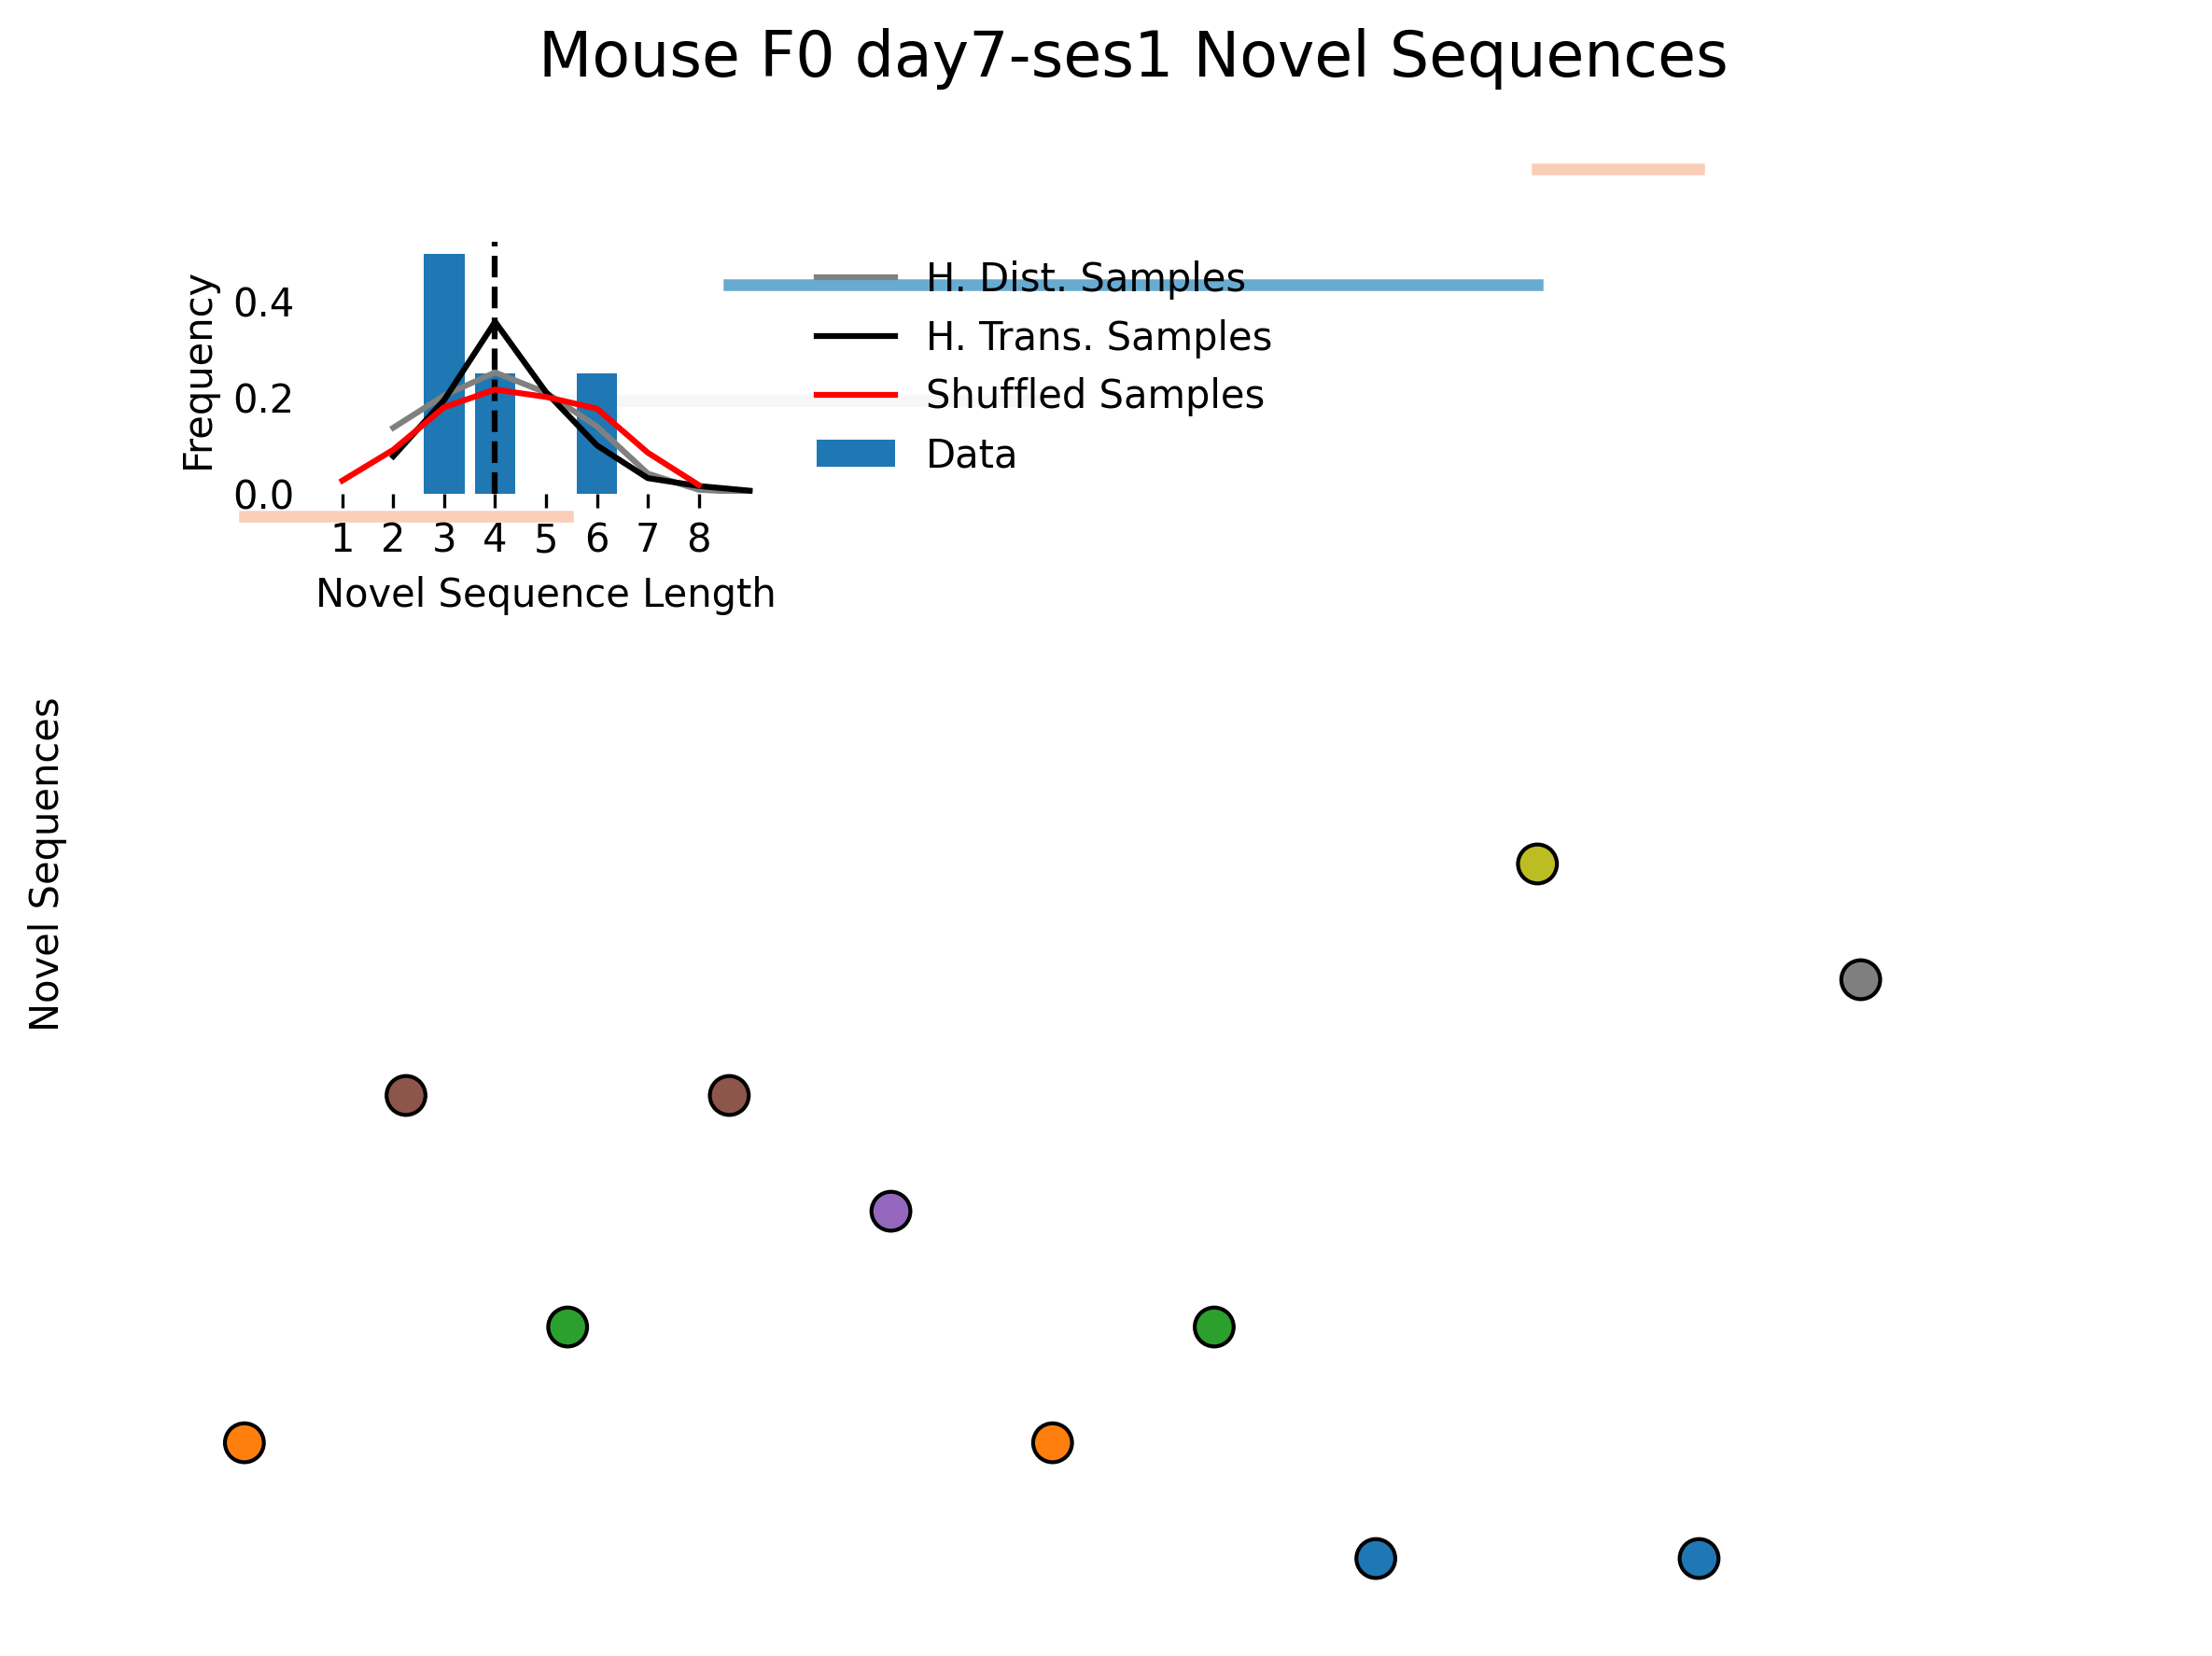 Mouse F0 day7-ses1 Novel Sequences
Frequency
0.4
0.2
0.0
1 2 3 4 5 6 7 8
Novel Sequence Length
H. Dist. Samples
H. Trans. Samples
Shuffled Samples
Data
Novel Sequences